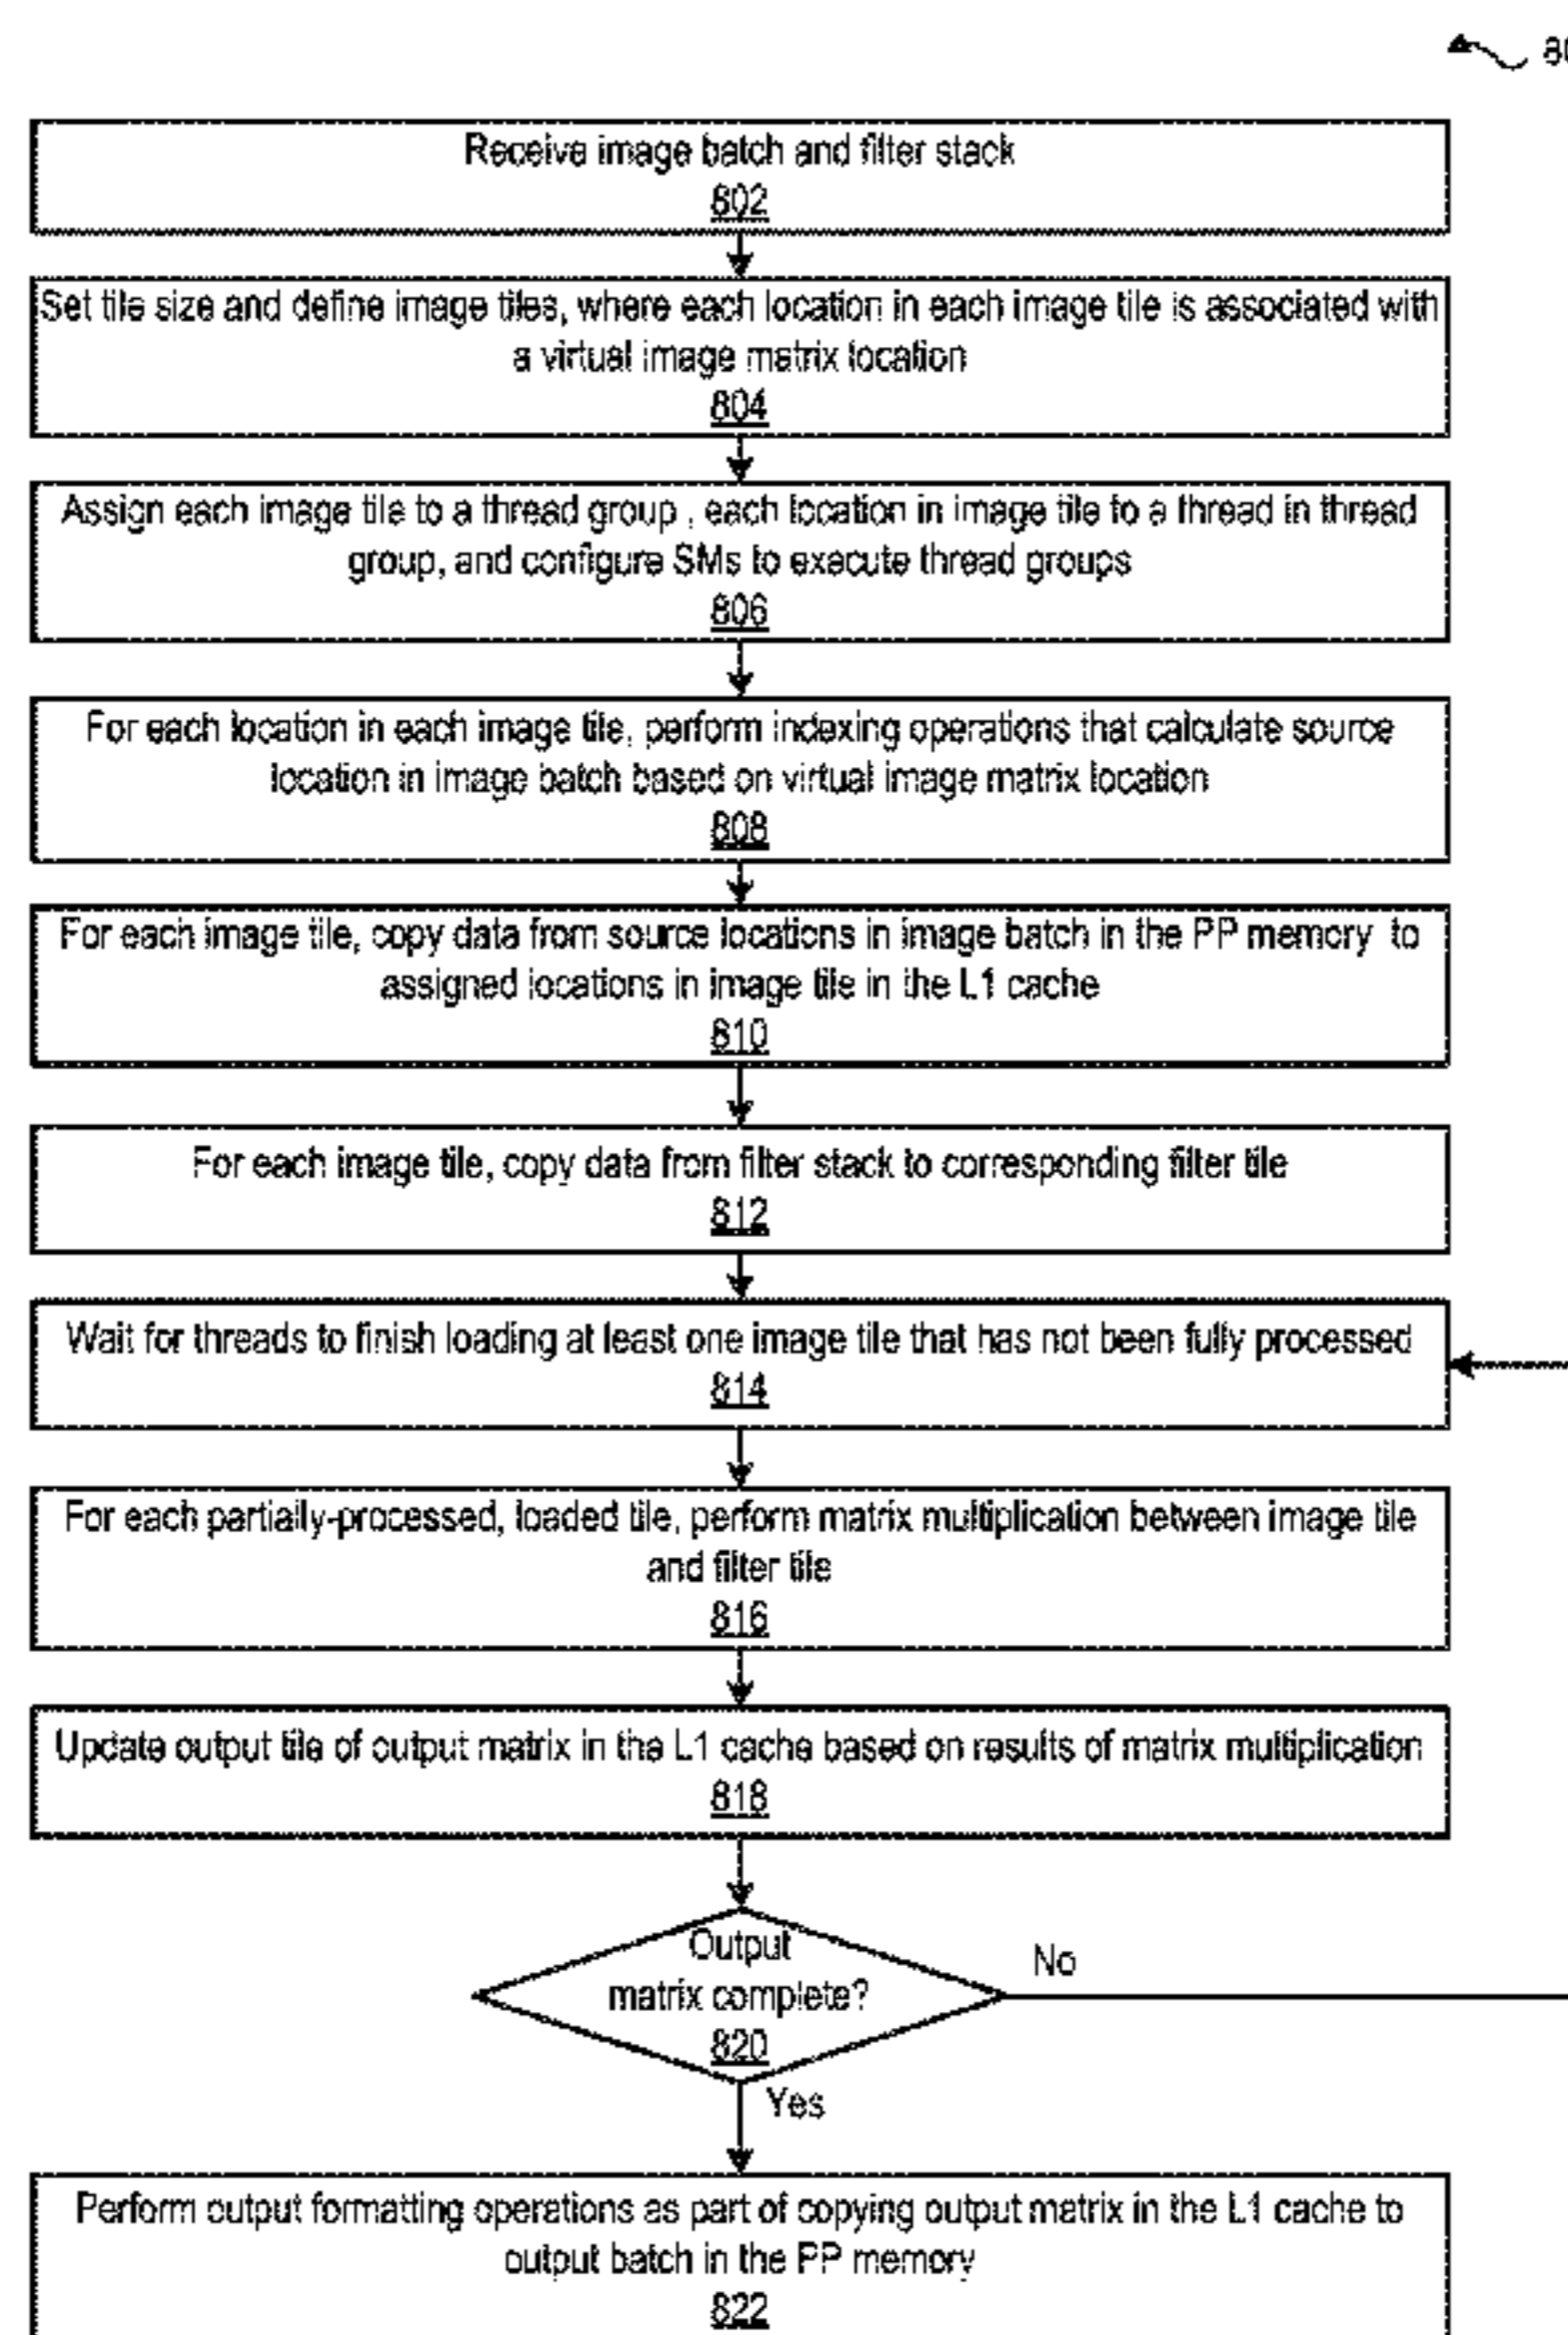 Receive image batch and filter stack
802
Set tile size and define image tiles, where each location in each image tile is associated with
a virtual image matrix location
804
Assign each image tile to a thread group , each location in image tile to a thread in thread
group, and configure SMs to execute thread groups
806
For each location in each image tile, perform indexing operations that calculate source
location in image batch based on virtual image matrix location
808
For each image tile, copy data from source locations in image batch in the PP memory to
assigned locations in image tile in the L1 cache
810
For each image tile, copy data from filter stack to corresponding filter tile
812
Wait for threads to finish loading at least one image tile that has not been fully processed
814
For each partially-processed, loaded tile, perform matrix multiplication between image tile
and filter tile
816
Update output tile of output matrix in the L1 cache based on results of matrix multiplication
818
Output
matrix complete?
820
No
Yes
Perform output formatting operations as part of copying output matrix in the L1 cache to
output batch in the PP memory
822